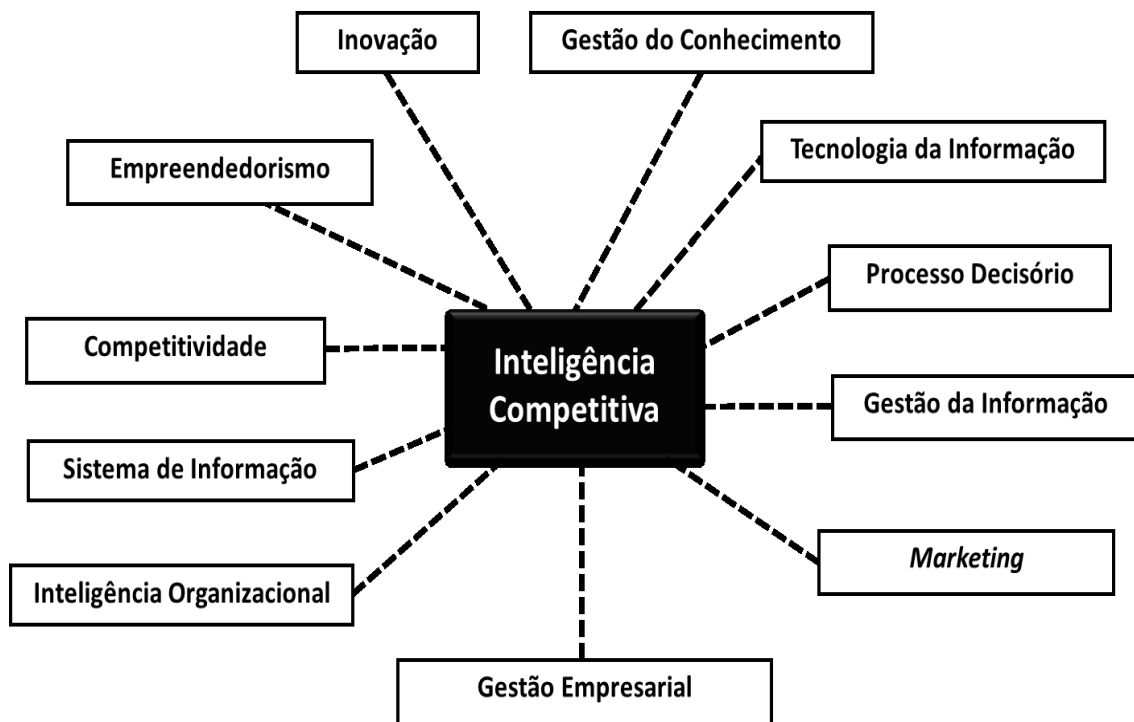 Inovação
Gestão do Conhecimento
Tecnologia da Informação
Empreendedorismo
Processo Decisório
Competitividade
Inteligência
Competitiva
Gestão da Informação
Sistema de Informação
Marketing
Inteligência Organizacional
Gestão Empresarial